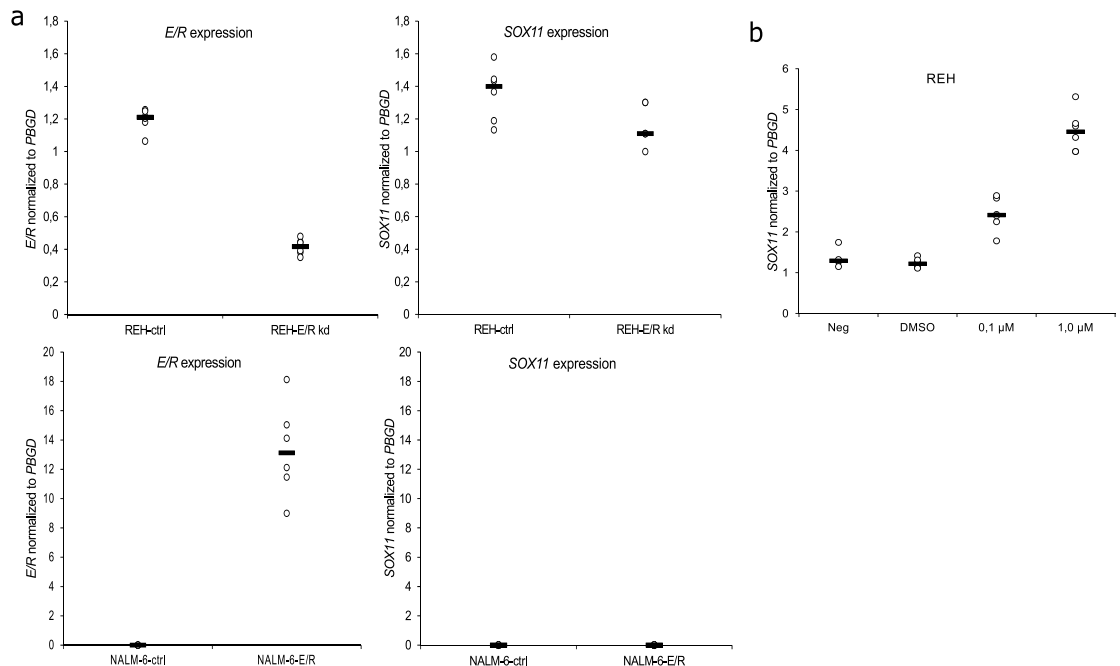 a
E/R expression
E/R normalized to PBGD
1,8
1,6
1,4
1,2
1
0,8
0,6
0,4
0,2
0
REH-ctrl
REH-E/R kd
SOX11 expression
SOX11 normalized to PBGD
1,8
1,6
1,4
1,2
1
0,8
0,6
0,4
0,2
0
REH-ctrl
REH-E/R kd
b
REH
SOX11 normalized to PBGD
6
5
4
3
2
1
0
Neg
DMSO
0,1 µM
1,0 µM
E/R expression
E/R normalized to PBGD
20
18
16
14
12
10
8
6
4
2
0
NALM-6-ctrl
NALM-6-E/R
SOX11 expression
SOX11 normalized to PBGD
20
18
16
14
12
10
8
6
4
2
0
NALM-6-ctrl
NALM-6-E/R